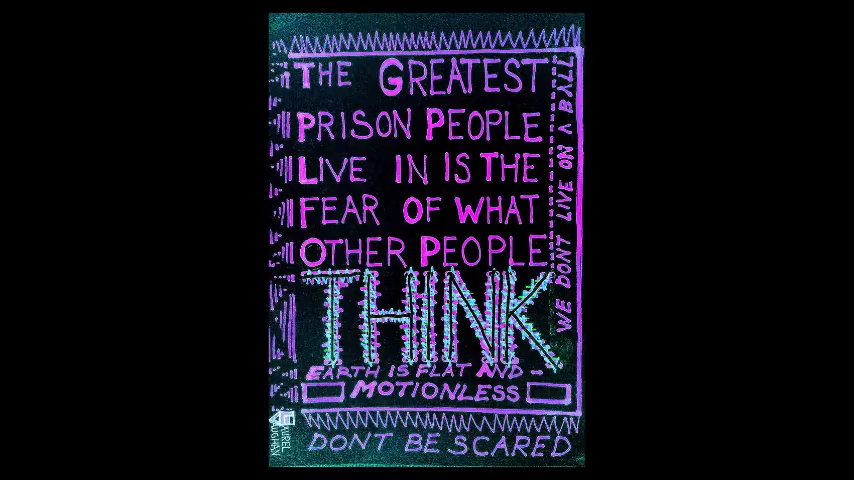 THE GREATEST
PRISON PEOPLE
LIVE IN IS THE
FEAR OF WHAT
OTHER PEOPLE
THINK
EARTH IS FLAT AND -
MOTIONLESS
DONT BE SCARED
WE DONT LIVE ON A BALL